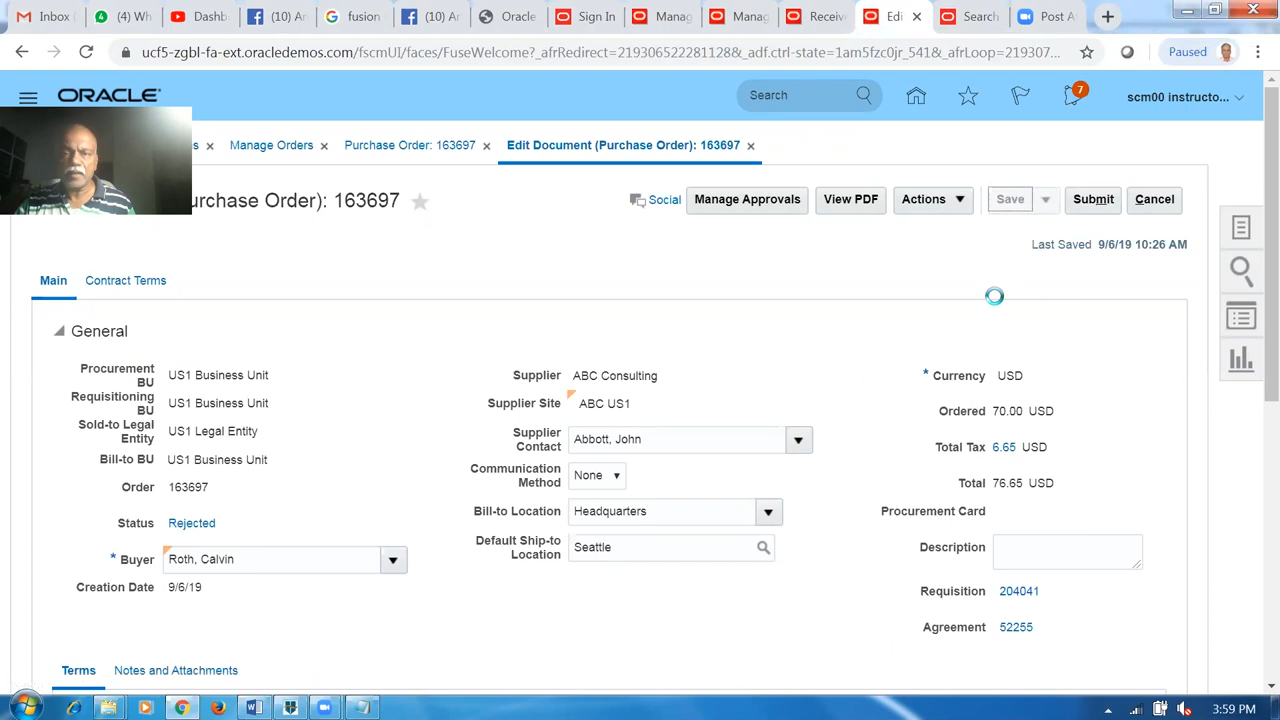 Inbox (
(4) Wh
Dashb
(10) A
fusion
(10) Ar
Sign In
Manag
Manag
Receiv
Edi
Search
Post A
ucf5-zgbl-fa-ext.oracledemos.com/fscmUI/faces/FuseWelcome?_afrRedirect=219306522281128&_adf.ctrl-state=1am5fzc0jr_541&_afrLoop=219307...
Paused
ORACLE
Search
7
scm00 instructo...
s
Manage Orders
Purchase Order: 163697
Edit Document (Purchase Order): 163697
urchase Order): 163697
Social
Manage Approvals
View PDF
Actions
Save
Submit
Cancel
Last Saved 9/6/19 10:26 AM
Main
Contract Terms
General
Procurement BU US1 Business Unit
Requisitioning BU US1 Business Unit
Sold-to Legal Entity US1 Legal Entity
Bill-to BU US1 Business Unit
Order 163697
Status Rejected
* Buyer Roth, Calvin
Creation Date 9/6/19
Supplier ABC Consulting
Supplier Site ABC US1
Supplier Contact Abbott, John
Communication Method None
Bill-to Location Headquarters
Default Ship-to Location Seattle
* Currency USD
Ordered 70.00 USD
Total Tax 6.65 USD
Total 76.65 USD
Procurement Card
Description
Requisition 204041
Agreement 52255
Terms
Notes and Attachments
3:59 PM